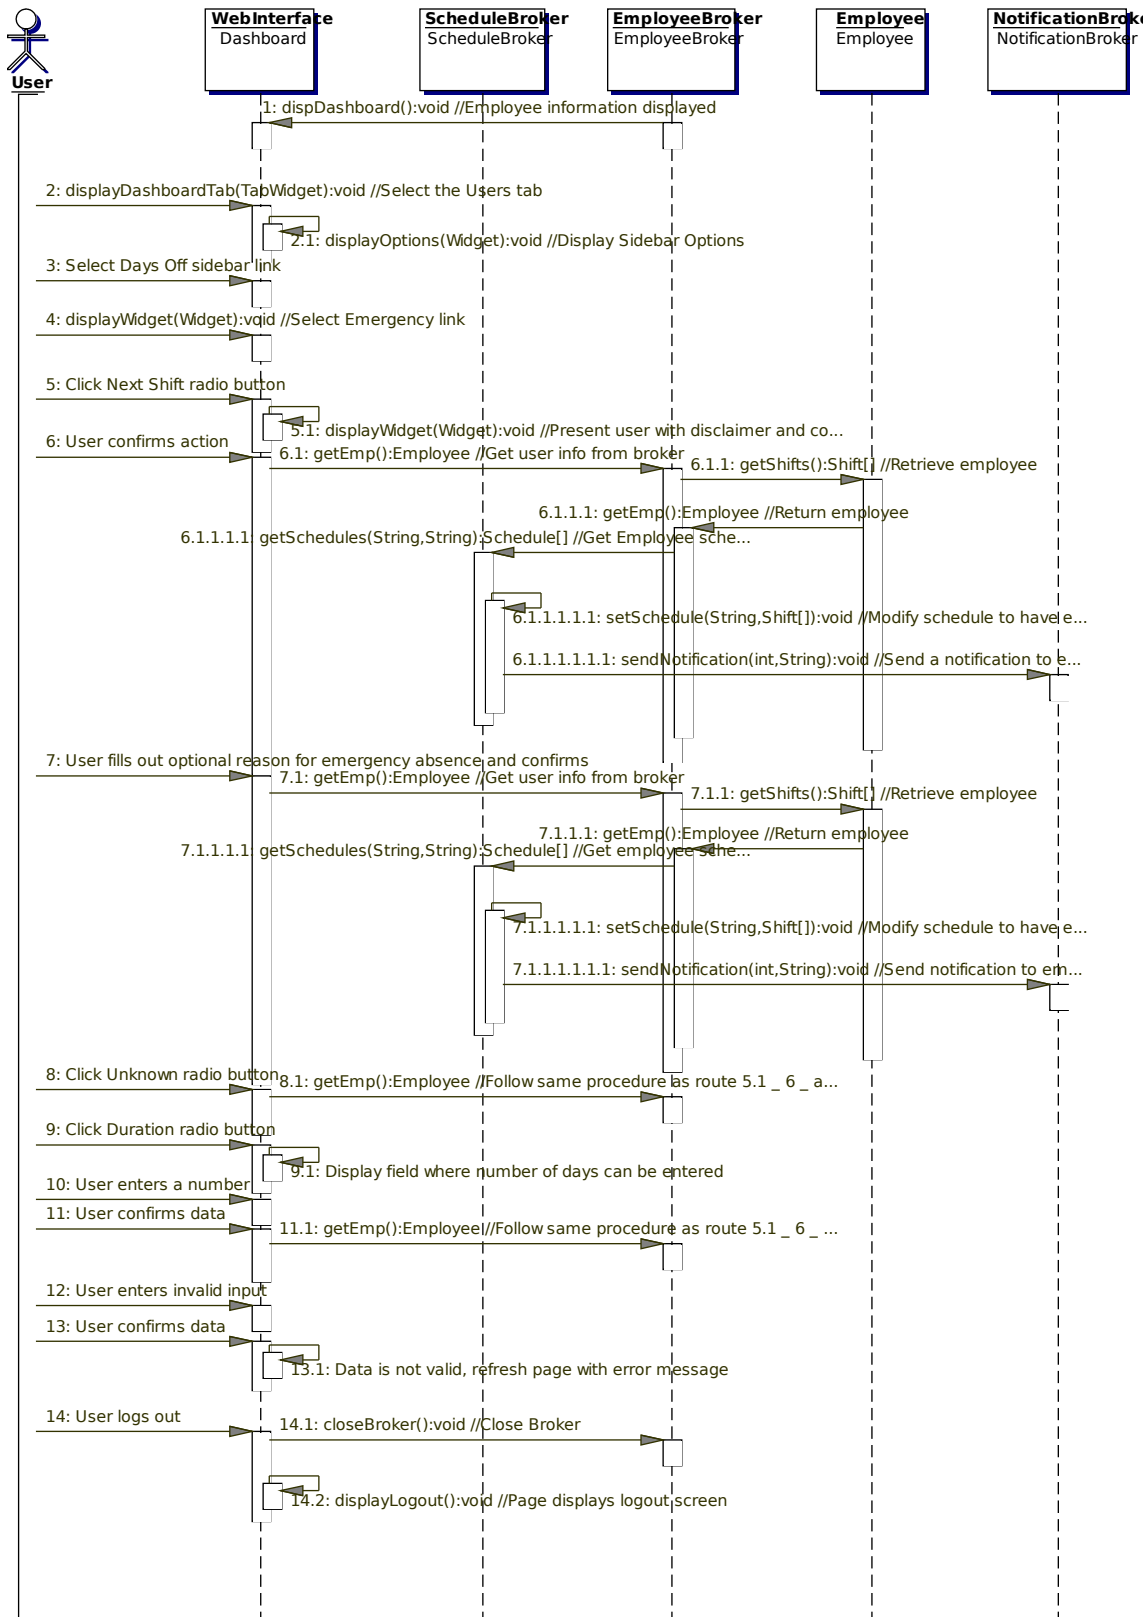 User
WebInterface
Dashboard
ScheduleBroker
ScheduleBroker
EmployeeBroker
EmployeeBroker
Employee
Employee
NotificationBroke
NotificationBroker
1: dispDashboard():void //Employee information displayed
2: displayDashboardTab(TabWidget):void //Select the Users tab
2.1: displayOptions(Widget):void //Display Sidebar Options
3: Select Days Off sidebar link
4: displayWidget(Widget):void //Select Emergency link
5: Click Next Shift radio button
5.1: displayWidget(Widget):void //Present user with disclaimer and co...
6: User confirms action
6.1: getEmp():Employee //Get user info from broker
6.1.1: getShifts():Shift[] //Retrieve employee
6.1.1.1: getEmp():Employee //Return employee
6.1.1.1.1: getSchedules(String,String):Schedule[] //Get Employee sche...
6.1.1.1.1.1: setSchedule(String,Shift[]):void //Modify schedule to have e...
6.1.1.1.1.1.1: sendNotification(int,String):void //Send a notification to e...
7: User fills out optional reason for emergency absence and confirms
7.1: getEmp():Employee //Get user info from broker
7.1.1: getShifts():Shift[] //Retrieve employee
7.1.1.1: getEmp():Employee //Return employee
7.1.1.1.1: getSchedules(String,String):Schedule[] //Get employee sche...
7.1.1.1.1.1: setSchedule(String,Shift[]):void //Modify schedule to have e...
7.1.1.1.1.1.1: sendNotification(int,String):void //Send notification to em...
8: Click Unknown radio button
8.1: getEmp():Employee //Follow same procedure as route 5.1 _ 6 _ a...
9: Click Duration radio button
9.1: Display field where number of days can be entered
10: User enters a number
11: User confirms data
11.1: getEmp():Employee //Follow same procedure as route 5.1 _ 6 _ ...
12: User enters invalid input
13: User confirms data
13.1: Data is not valid, refresh page with error message
14: User logs out
14.1: closeBroker():void //Close Broker
14.2: displayLogout():void //Page displays logout screen